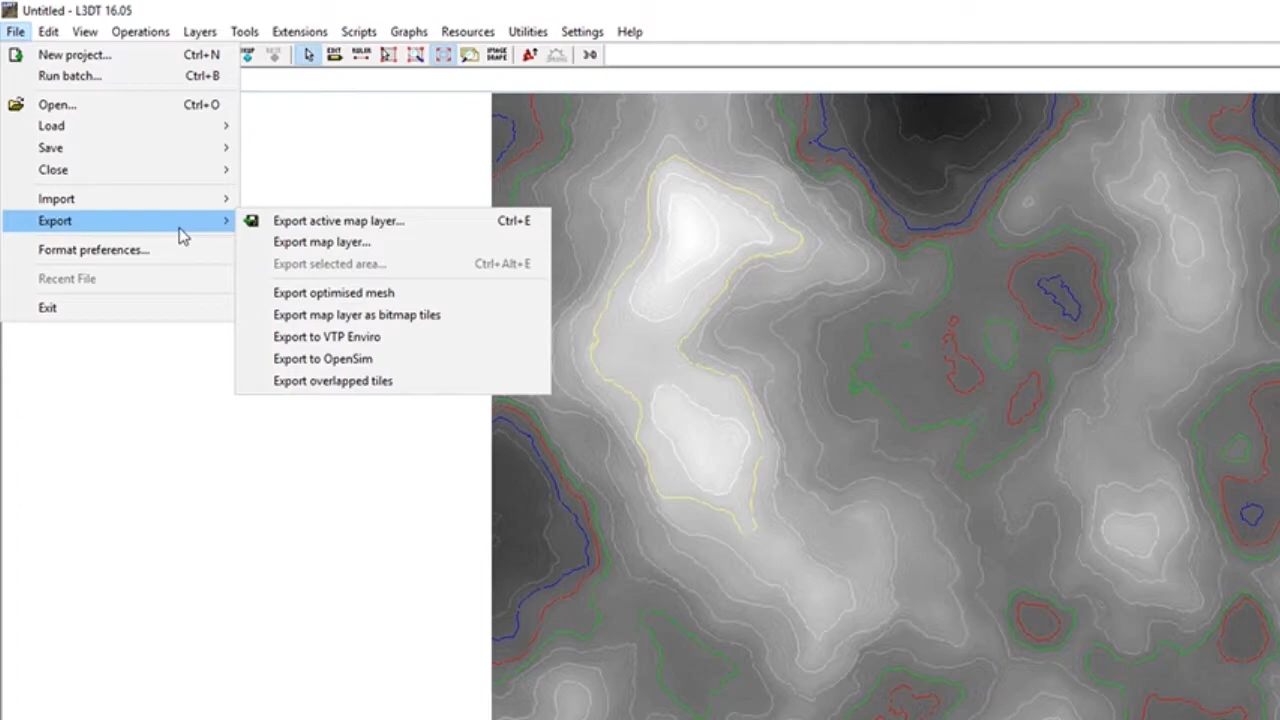 Untitled - L3DT 16.05
File Edit View Operations Layers Tools Extensions Scripts Graphs Resources Utilities Settings Help
New project... Ctrl+N
Run batch... Ctrl+B
Open... Ctrl+O
Load
Save
Close
Import
Export
Format preferences...
Recent File
Exit
Export active map layer... Ctrl+E
Export map layer...
Export selected area... Ctrl+Alt+E
Export optimised mesh
Export map layer as bitmap tiles
Export to VTP Enviro
Export to OpenSim
Export overlapped tiles
EDIT
RULER
3D